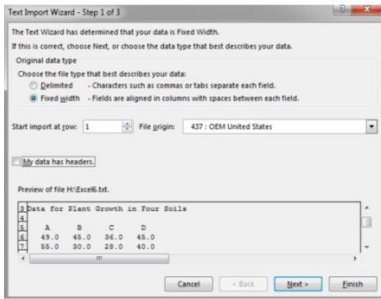 Text Import Wizard - Step 1 of 3
The Text Wizard has determined that your data is Fixed Width.
If this is correct, choose Next, or choose the data type that best describes your data.
Original data type
Choose the file type that best describes your data:
Delimited - Characters such as commas or tabs separate each field.
Fixed width - Fields are aligned in columns with spaces between each field.
Start import at row: 1 File origin: 437 : OEM United States
My data has headers.
Preview of file H:\Excel6.txt.
3 Data for Plant Growth in Four Soils
4
5 A B C D
6 49.0 45.0 36.0 45.0
7 55.0 30.0 28.0 40.0
Cancel < Back Next > Finish